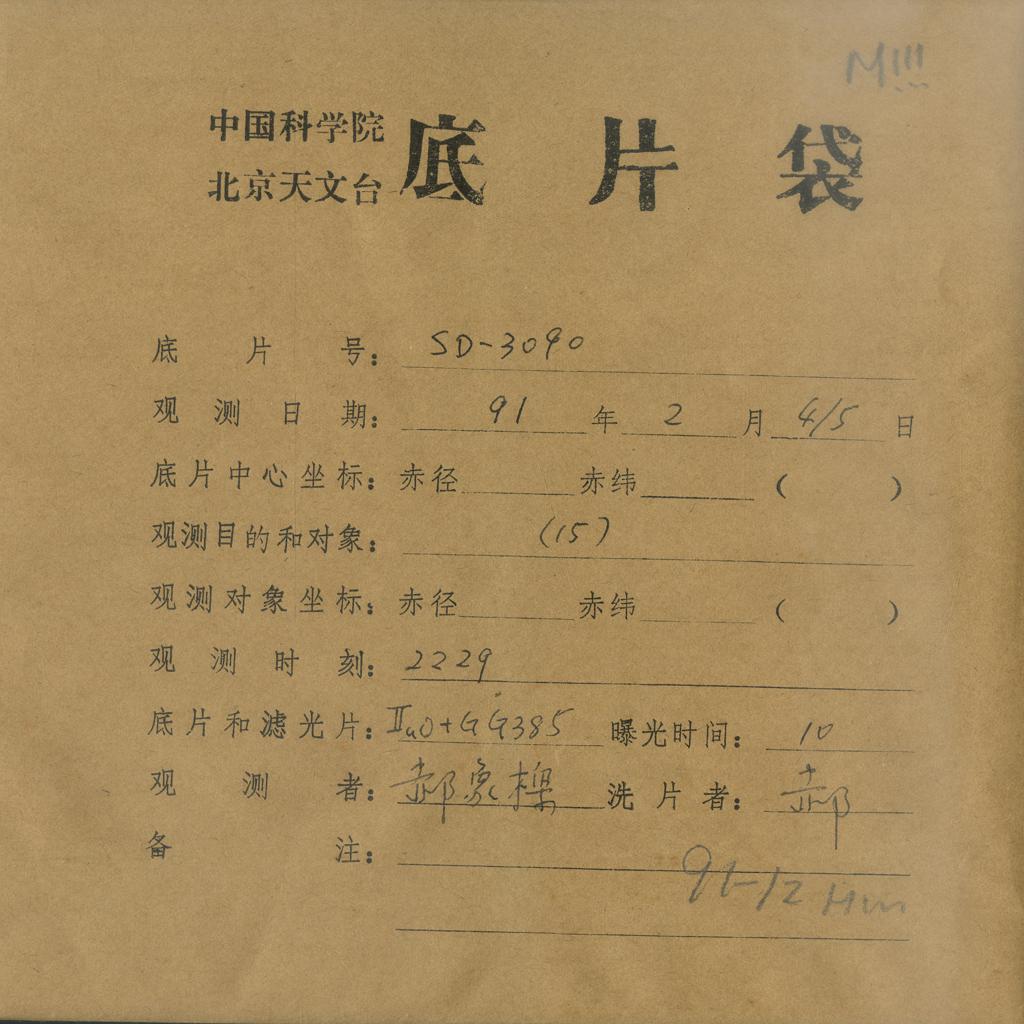 M!!!
中国科学院
北京天文台
底片袋
底片号: SD-3090
观测日期: 91年2月4/5日
底片中心坐标: 赤径 赤纬 ( )
观测目的和对象: (15)
观测对象坐标: 赤径 赤纬 ( )
观测时刻: 2229
底片和滤光片: IIaO+GG385 曝光时间: 10
观测者: 郝象樑 洗片者: 郝
备注:
91-12